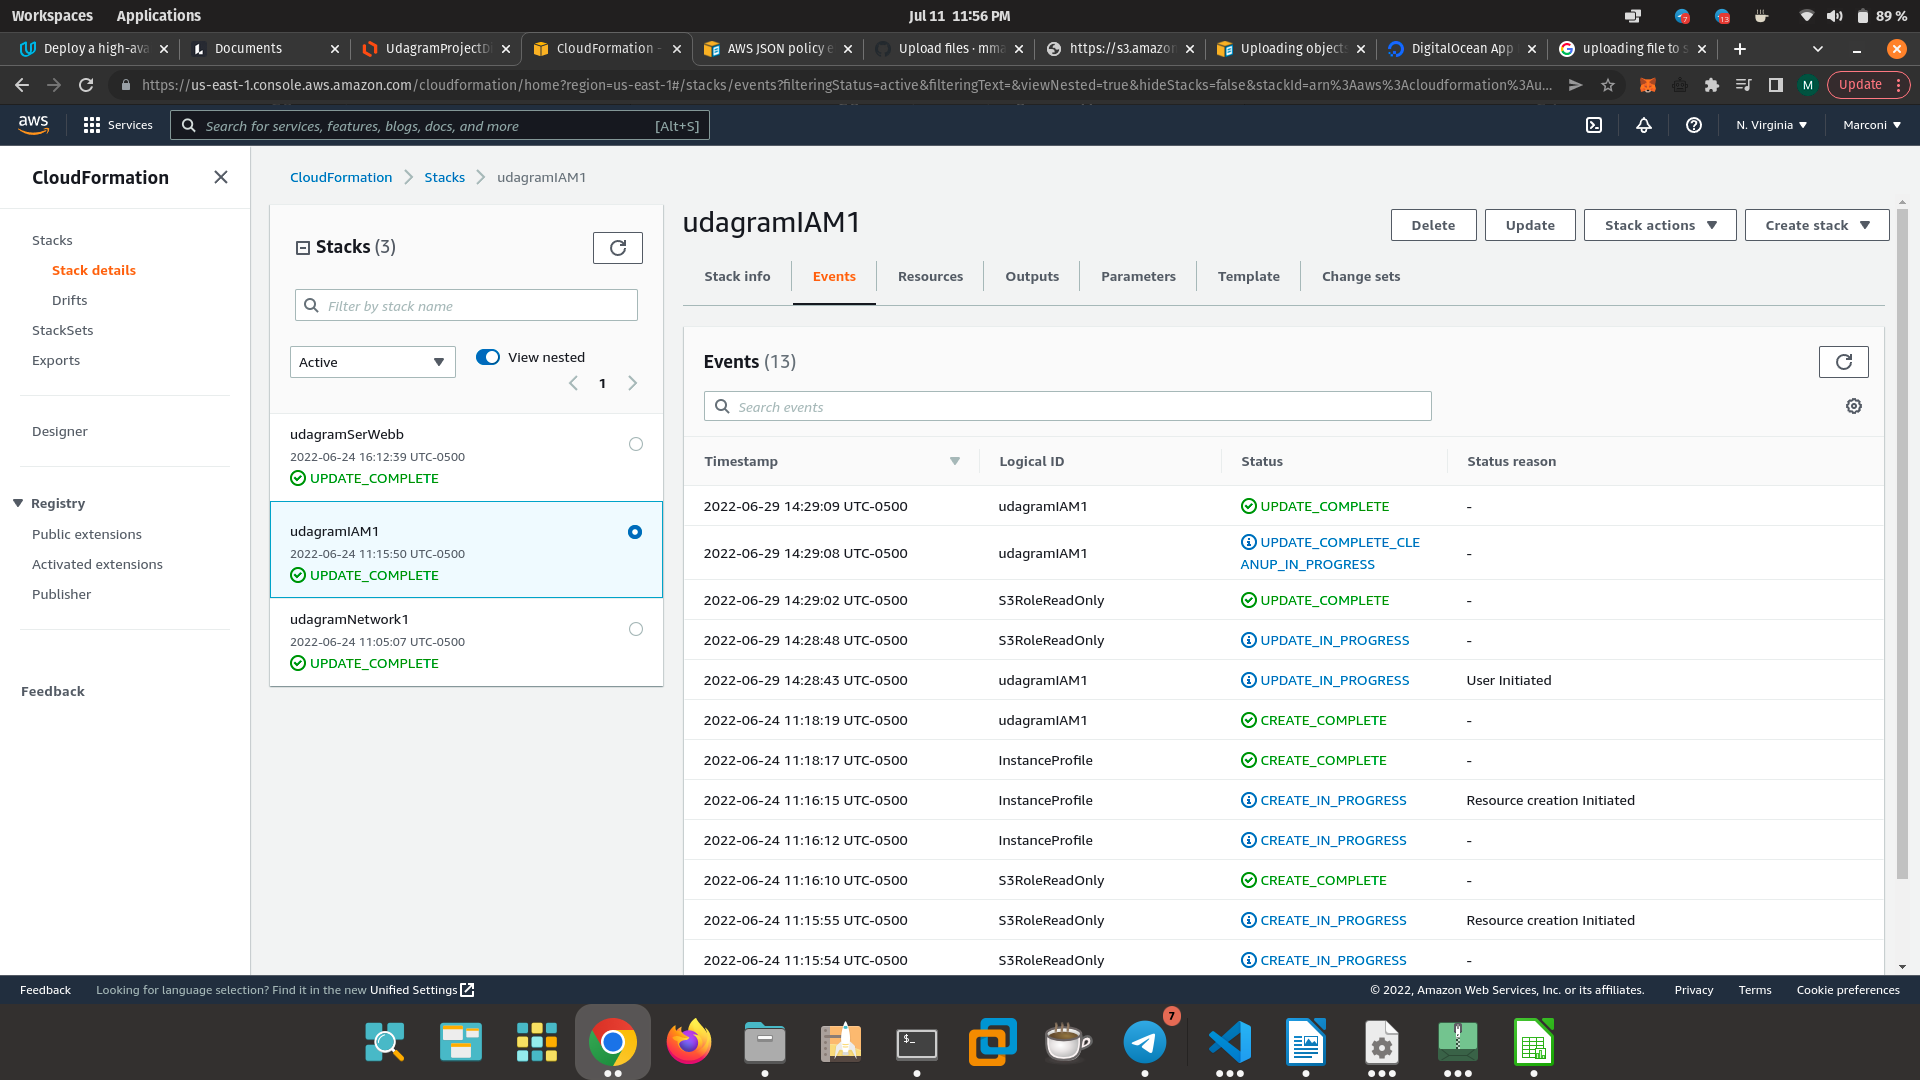 Workspaces Applications Jul 11 11:56 PM 89 %
Deploy a high-ava Documents UdagramProjectDi CloudFormation - AWS JSON policy e Upload files · mma https://s3.amazon Uploading objects DigitalOcean App uploading file to s
https://us-east-1.console.aws.amazon.com/cloudformation/home?region=us-east-1#/stacks/events?filteringStatus=active&filteringText=&viewNested=true&hideStacks=false&stackId=arn%3Aaws%3Acloudformation%3Au... M Update
aws Services Search for services, features, blogs, docs, and more [Alt+S] N. Virginia Marconi
CloudFormation
Stacks
Stack details
Drifts
StackSets
Exports
Designer
Registry
Public extensions
Activated extensions
Publisher
Feedback
CloudFormation Stacks udagramIAM1
Stacks (3)
Filter by stack name
Active View nested
1
udagramSerWebb
2022-06-24 16:12:39 UTC-0500
UPDATE_COMPLETE
udagramIAM1
2022-06-24 11:15:50 UTC-0500
UPDATE_COMPLETE
udagramNetwork1
2022-06-24 11:05:07 UTC-0500
UPDATE_COMPLETE
udagramIAM1 Delete Update Stack actions Create stack
Stack info Events Resources Outputs Parameters Template Change sets
Events (13)
Search events
Timestamp Logical ID Status Status reason
2022-06-29 14:29:09 UTC-0500 udagramIAM1 UPDATE_COMPLETE -
2022-06-29 14:29:08 UTC-0500 udagramIAM1 UPDATE_COMPLETE_CLE
ANUP_IN_PROGRESS -
2022-06-29 14:29:02 UTC-0500 S3RoleReadOnly UPDATE_COMPLETE -
2022-06-29 14:28:48 UTC-0500 S3RoleReadOnly UPDATE_IN_PROGRESS -
2022-06-29 14:28:43 UTC-0500 udagramIAM1 UPDATE_IN_PROGRESS User Initiated
2022-06-24 11:18:19 UTC-0500 udagramIAM1 CREATE_COMPLETE -
2022-06-24 11:18:17 UTC-0500 InstanceProfile CREATE_COMPLETE -
2022-06-24 11:16:15 UTC-0500 InstanceProfile CREATE_IN_PROGRESS Resource creation Initiated
2022-06-24 11:16:12 UTC-0500 InstanceProfile CREATE_IN_PROGRESS -
2022-06-24 11:16:10 UTC-0500 S3RoleReadOnly CREATE_COMPLETE -
2022-06-24 11:15:55 UTC-0500 S3RoleReadOnly CREATE_IN_PROGRESS Resource creation Initiated
2022-06-24 11:15:54 UTC-0500 S3RoleReadOnly CREATE_IN_PROGRESS -
Feedback Looking for language selection? Find it in the new Unified Settings © 2022, Amazon Web Services, Inc. or its affiliates. Privacy Terms Cookie preferences
7